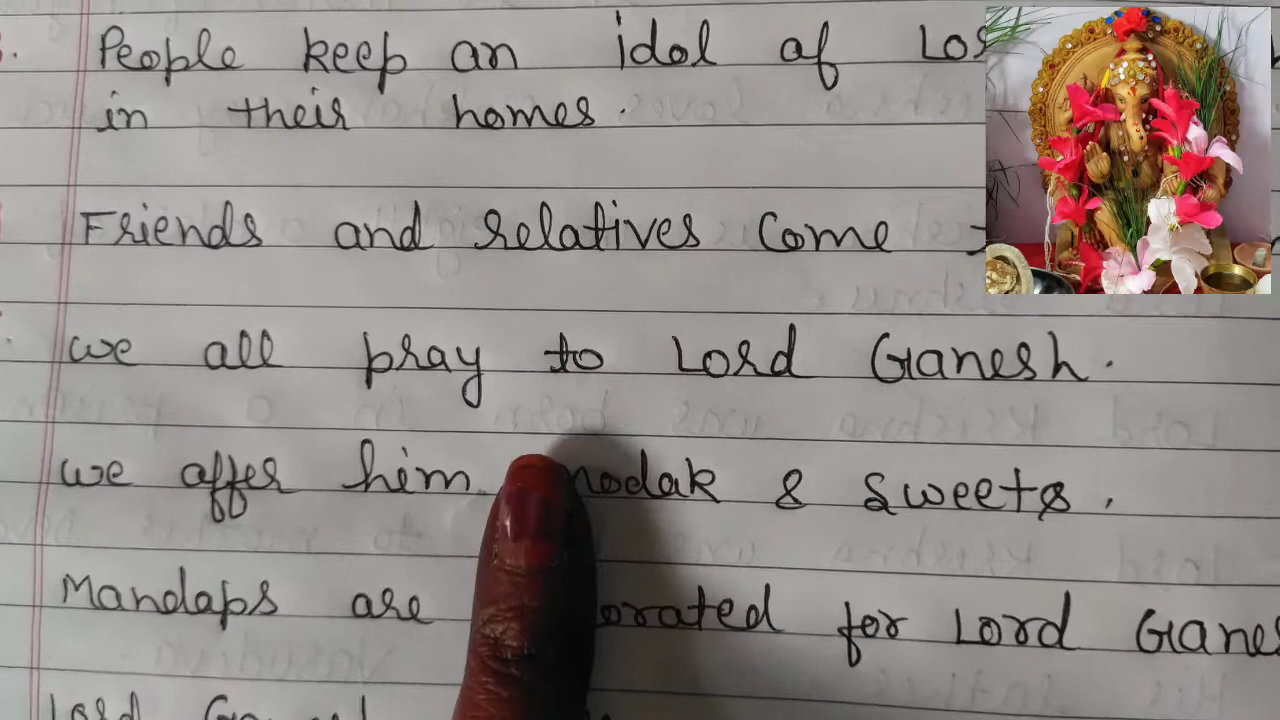 People keep an idol of
in their homes.
Friends and relatives come
we all pray to Lord Ganesh.
we offer him modak & sweets.
Mandaps are for Lord
Lord